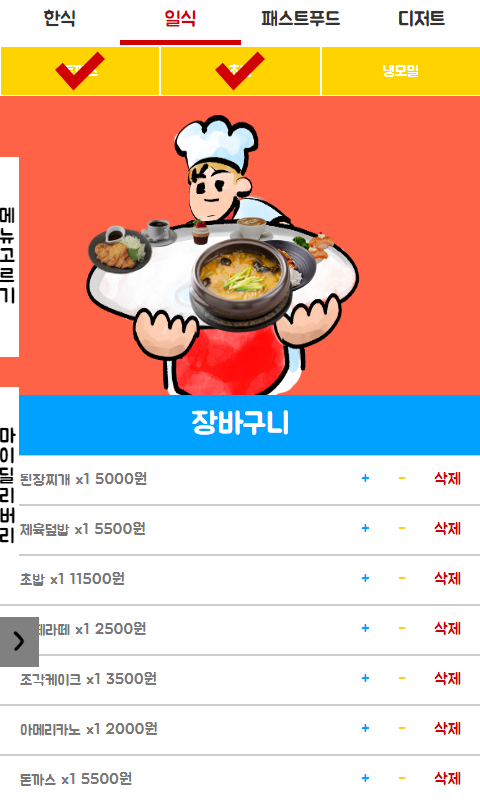 한식 일식 패스트푸드 디저트
냉모밀
메뉴고르기
마이딜리버리
장바구니
된장찌개 x1 5000원 + - 삭제
제육덮밥 x1 5500원 + - 삭제
초밥 x1 11500원 + - 삭제
페라떼 x1 2500원 + - 삭제
조각케이크 x1 3500원 + - 삭제
아메리카노 x1 2000원 + - 삭제
돈까스 x1 5500원 + - 삭제